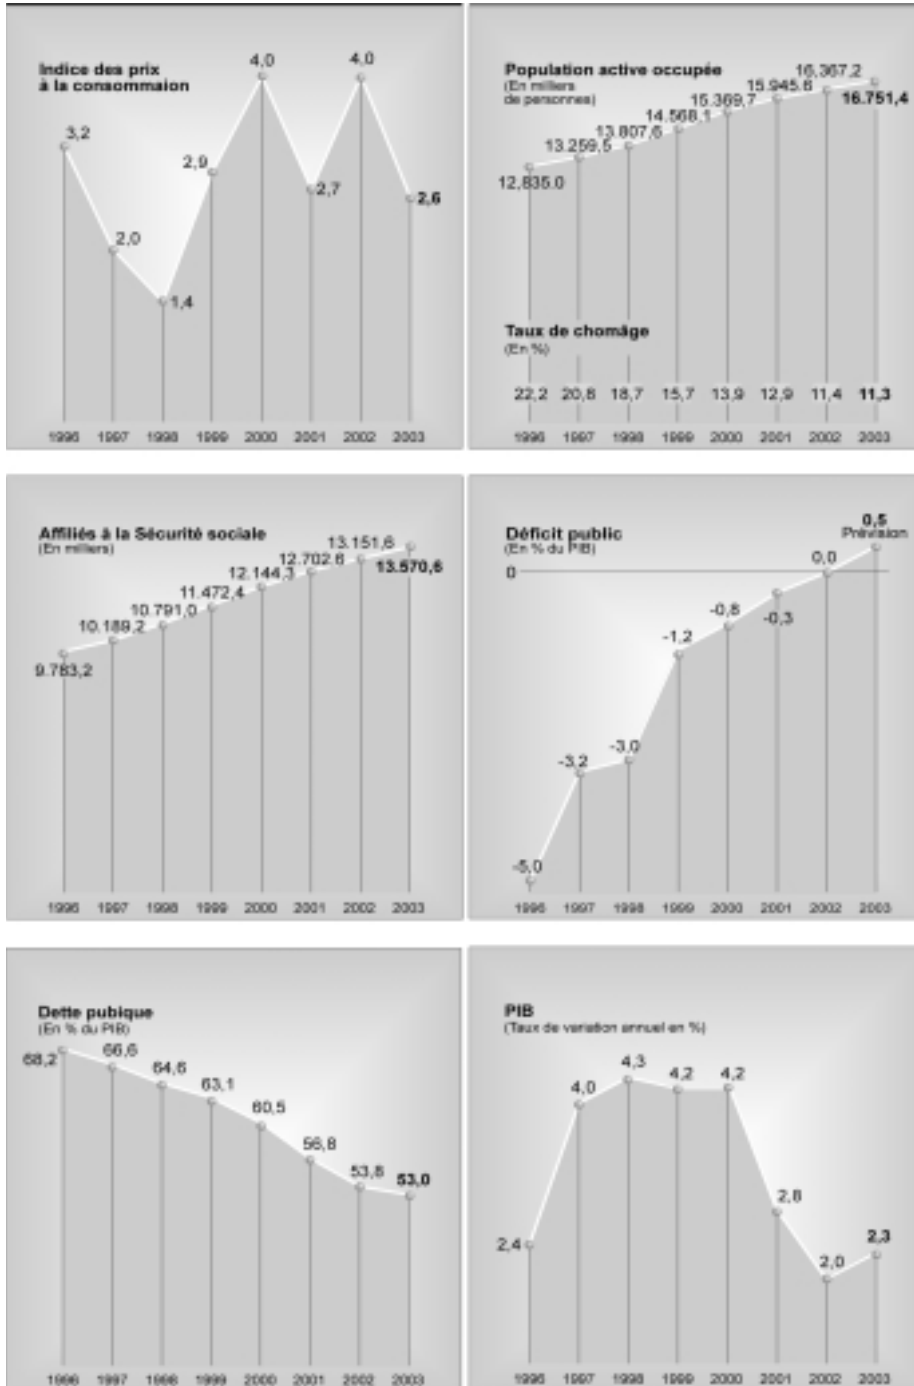 Indice des prix
à la consommaion
3,2
2,0
1,4
2,9
4,0
2,7
4,0
2,6
1996 1997 1998 1999 2000 2001 2002 2003
Population active occupée
(En milliers
de personnes)
12,835.0
13.259,5
13.807,6
14.568,1
15.369,7
15.945,6
16,367,2
16.751,4
Taux de chomâge
(En %)
22,2 20,8 18,7 15,7 13,9 12,9 11,4 11,3
1996 1997 1998 1999 2000 2001 2002 2003
Affiliés à la Sécurité sociale
(En milliers)
9.783,2
10.189,2
10.791,0
11.472,4
12.144,3
12.702,6
13.151,6
13.570,6
1996 1997 1998 1999 2000 2001 2002 2003
Déficit public
(En % du PIB)
0
-5,0
-3,2
-3,0
-1,2
-0,8
-0,3
0,0
0,5
Prévision
1996 1997 1998 1999 2000 2001 2002 2003
Dette pubique
(En % du PIB)
68,2
66,6
64,6
63,1
60,5
56,8
53,8
53,0
1996 1997 1998 1999 2000 2001 2002 2003
PIB
(Taux de variation annuel en %)
2,4
4,0
4,3
4,2
4,2
2,8
2,0
2,3
1996 1997 1998 1999 2000 2001 2002 2003